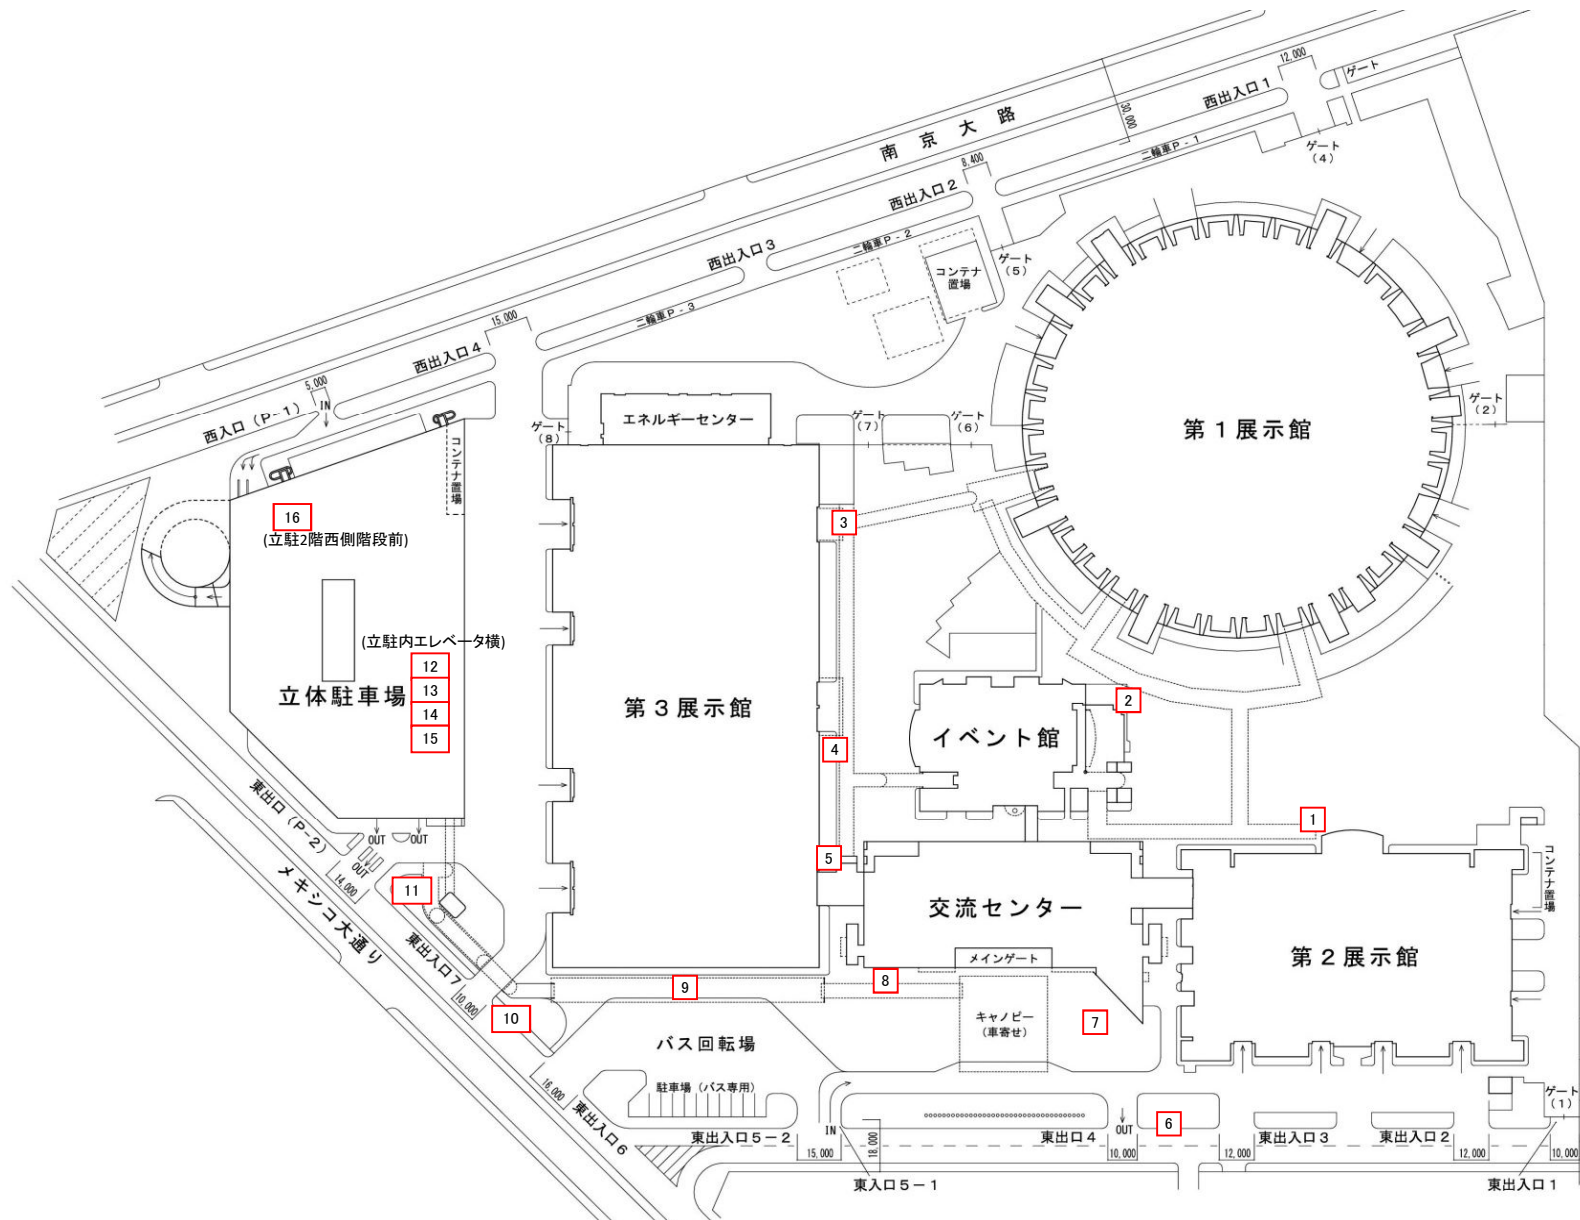 12,000
ゲート
西出入口1
30,000
南京大路
二輪車P-1
ゲート
(4)
8,400
西出入口2
二輪車P-2
ゲート
(5)
コンテナ
置場
西出入口3
二輪車P-3
15,000
西出入口4
5,000
IN
西入口(P-1)
コンテナ置場
エネルギーセンター
ゲート
(8)
ゲート
(7)
ゲート
(6)
第1展示館
ゲート
(2)
16
(立駐2階西側階段前)
3
(立駐内エレベータ横)
12
13
14
15
立体駐車場
第3展示館
2
イベント館
4
1
5
東出口(P-2)
OUT
OUT
OUT
14,000
11
メキシコ大通り
東出入口7
10,000
10
交流センター
メインゲート
コンテナ置場
第2展示館
8
9
7
キャノピー
(車寄せ)
バス回転場
16,000
東出入口6
駐車場(バス専用)
ゲート
(1)
IN
OUT
6
東出入口5-2
18,000
東出口4
東出入口3
東出入口2
15,000
10,000
12,000
12,000
10,000
東入口5-1
東出入口1